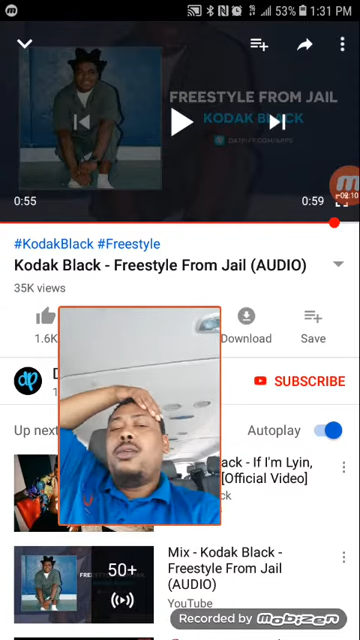 53% 1:31 PM
FREESTYLE FROM JAIL
KODAK BLACK
0:55
0:59
#KodakBlack #Freestyle
Kodak Black - Freestyle From Jail (AUDIO)
35K views
1.6K
Download
Save
dp
SUBSCRIBE
Up next
Autoplay
ack - If I'm Lyin,
[Official Video]
ck
50+
Mix - Kodak Black -
Freestyle From Jail
(AUDIO)
YouTube
Recorded by Mobizen